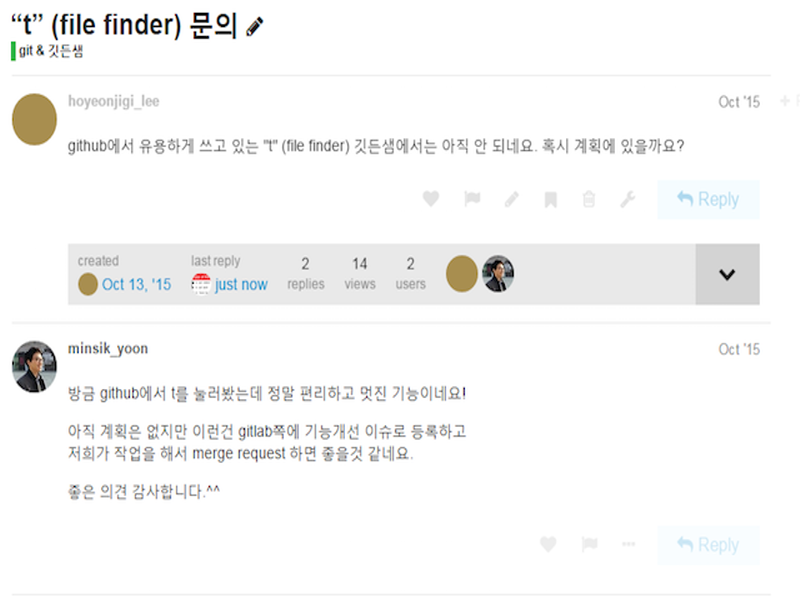 “t” (file finder) 문의
git & 깃든샘
hoyeonjigi_lee
Oct '15
github에서 유용하게 쓰고 있는 "t" (file finder) 깃든샘에서는 아직 안 되네요. 혹시 계획에 있을까요?
Reply
created
last reply
2
14
2
Oct 13, '15
just now
replies
views
users
minsik_yoon
Oct '15
방금 github에서 t를 눌러봤는데 정말 편리하고 멋진 기능이네요!
아직 계획은 없지만 이런건 gitlab쪽에 기능개선 이슈로 등록하고
저희가 작업을 해서 merge request 하면 좋을것 같네요.
좋은 의견 감사합니다.^^
Reply